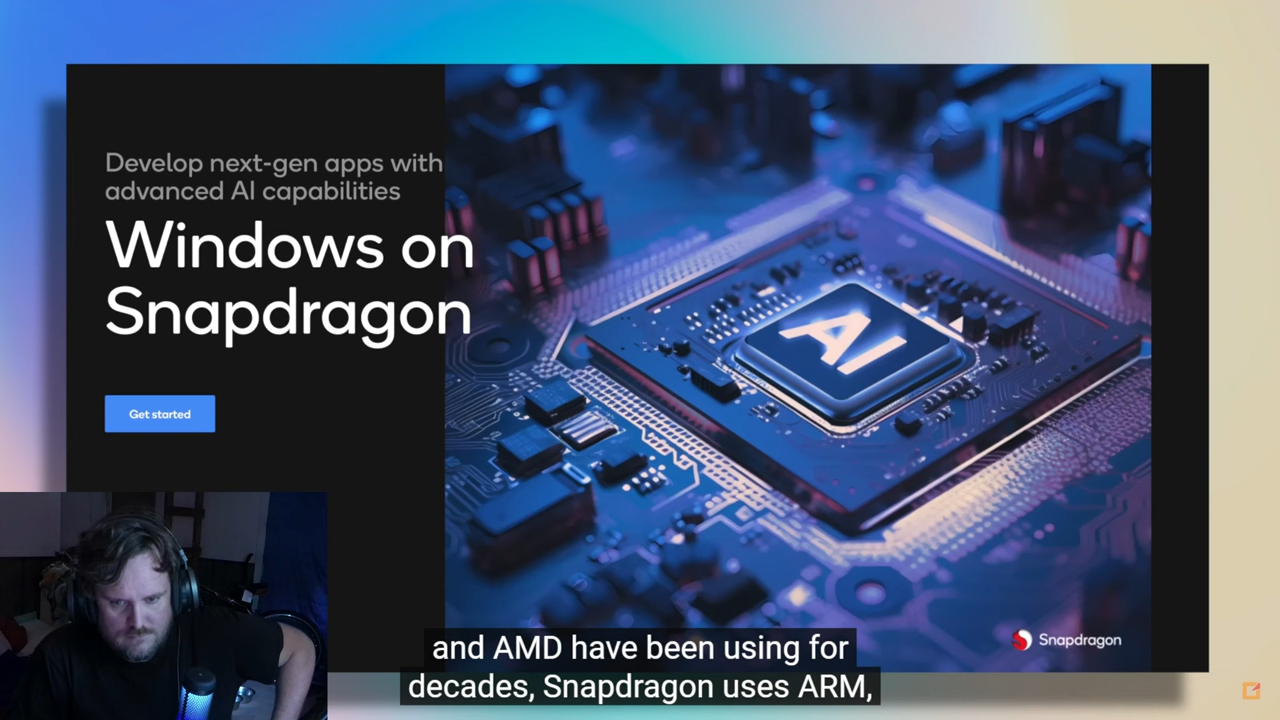 Develop next-gen apps with
advanced AI capabilities
Windows on
Snapdragon
Get started
AI
Snapdragon
and AMD have been using for
decades, Snapdragon uses ARM,